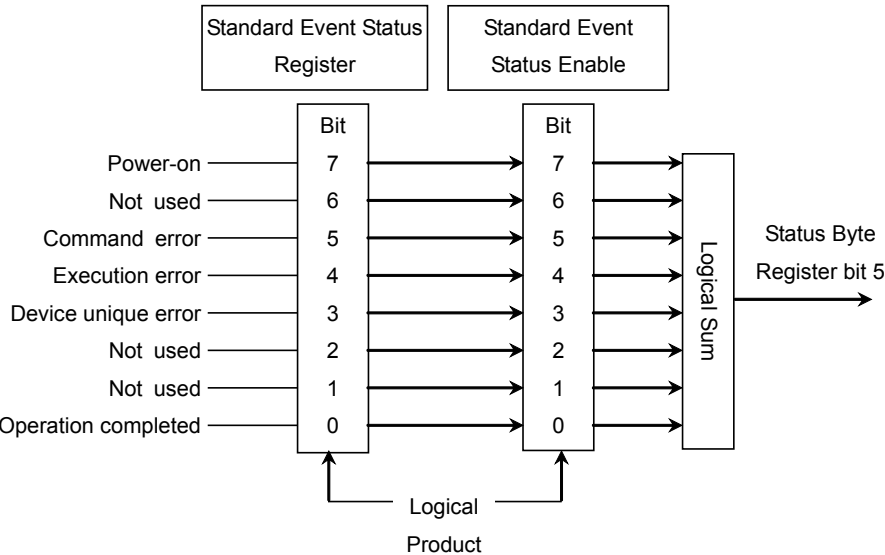 Standard Event Status
Register
Standard Event
Status Enable
Bit
Bit
Power-on
7
7
Not used
6
6
Command error
5
5
Execution error
4
4
Device unique error
3
3
Not used
2
2
Not used
1
1
Operation completed
0
0
Logical Sum
Status Byte
Register bit 5
Logical
Product